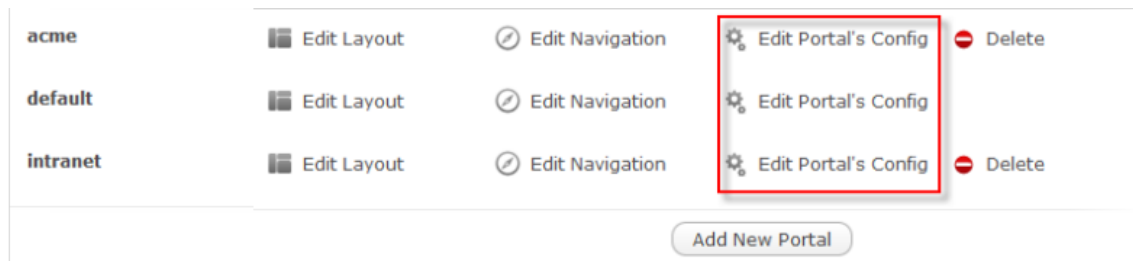 acme Edit Layout Edit Navigation Edit Portal's Config Delete
default Edit Layout Edit Navigation Edit Portal's Config
intranet Edit Layout Edit Navigation Edit Portal's Config Delete
Add New Portal